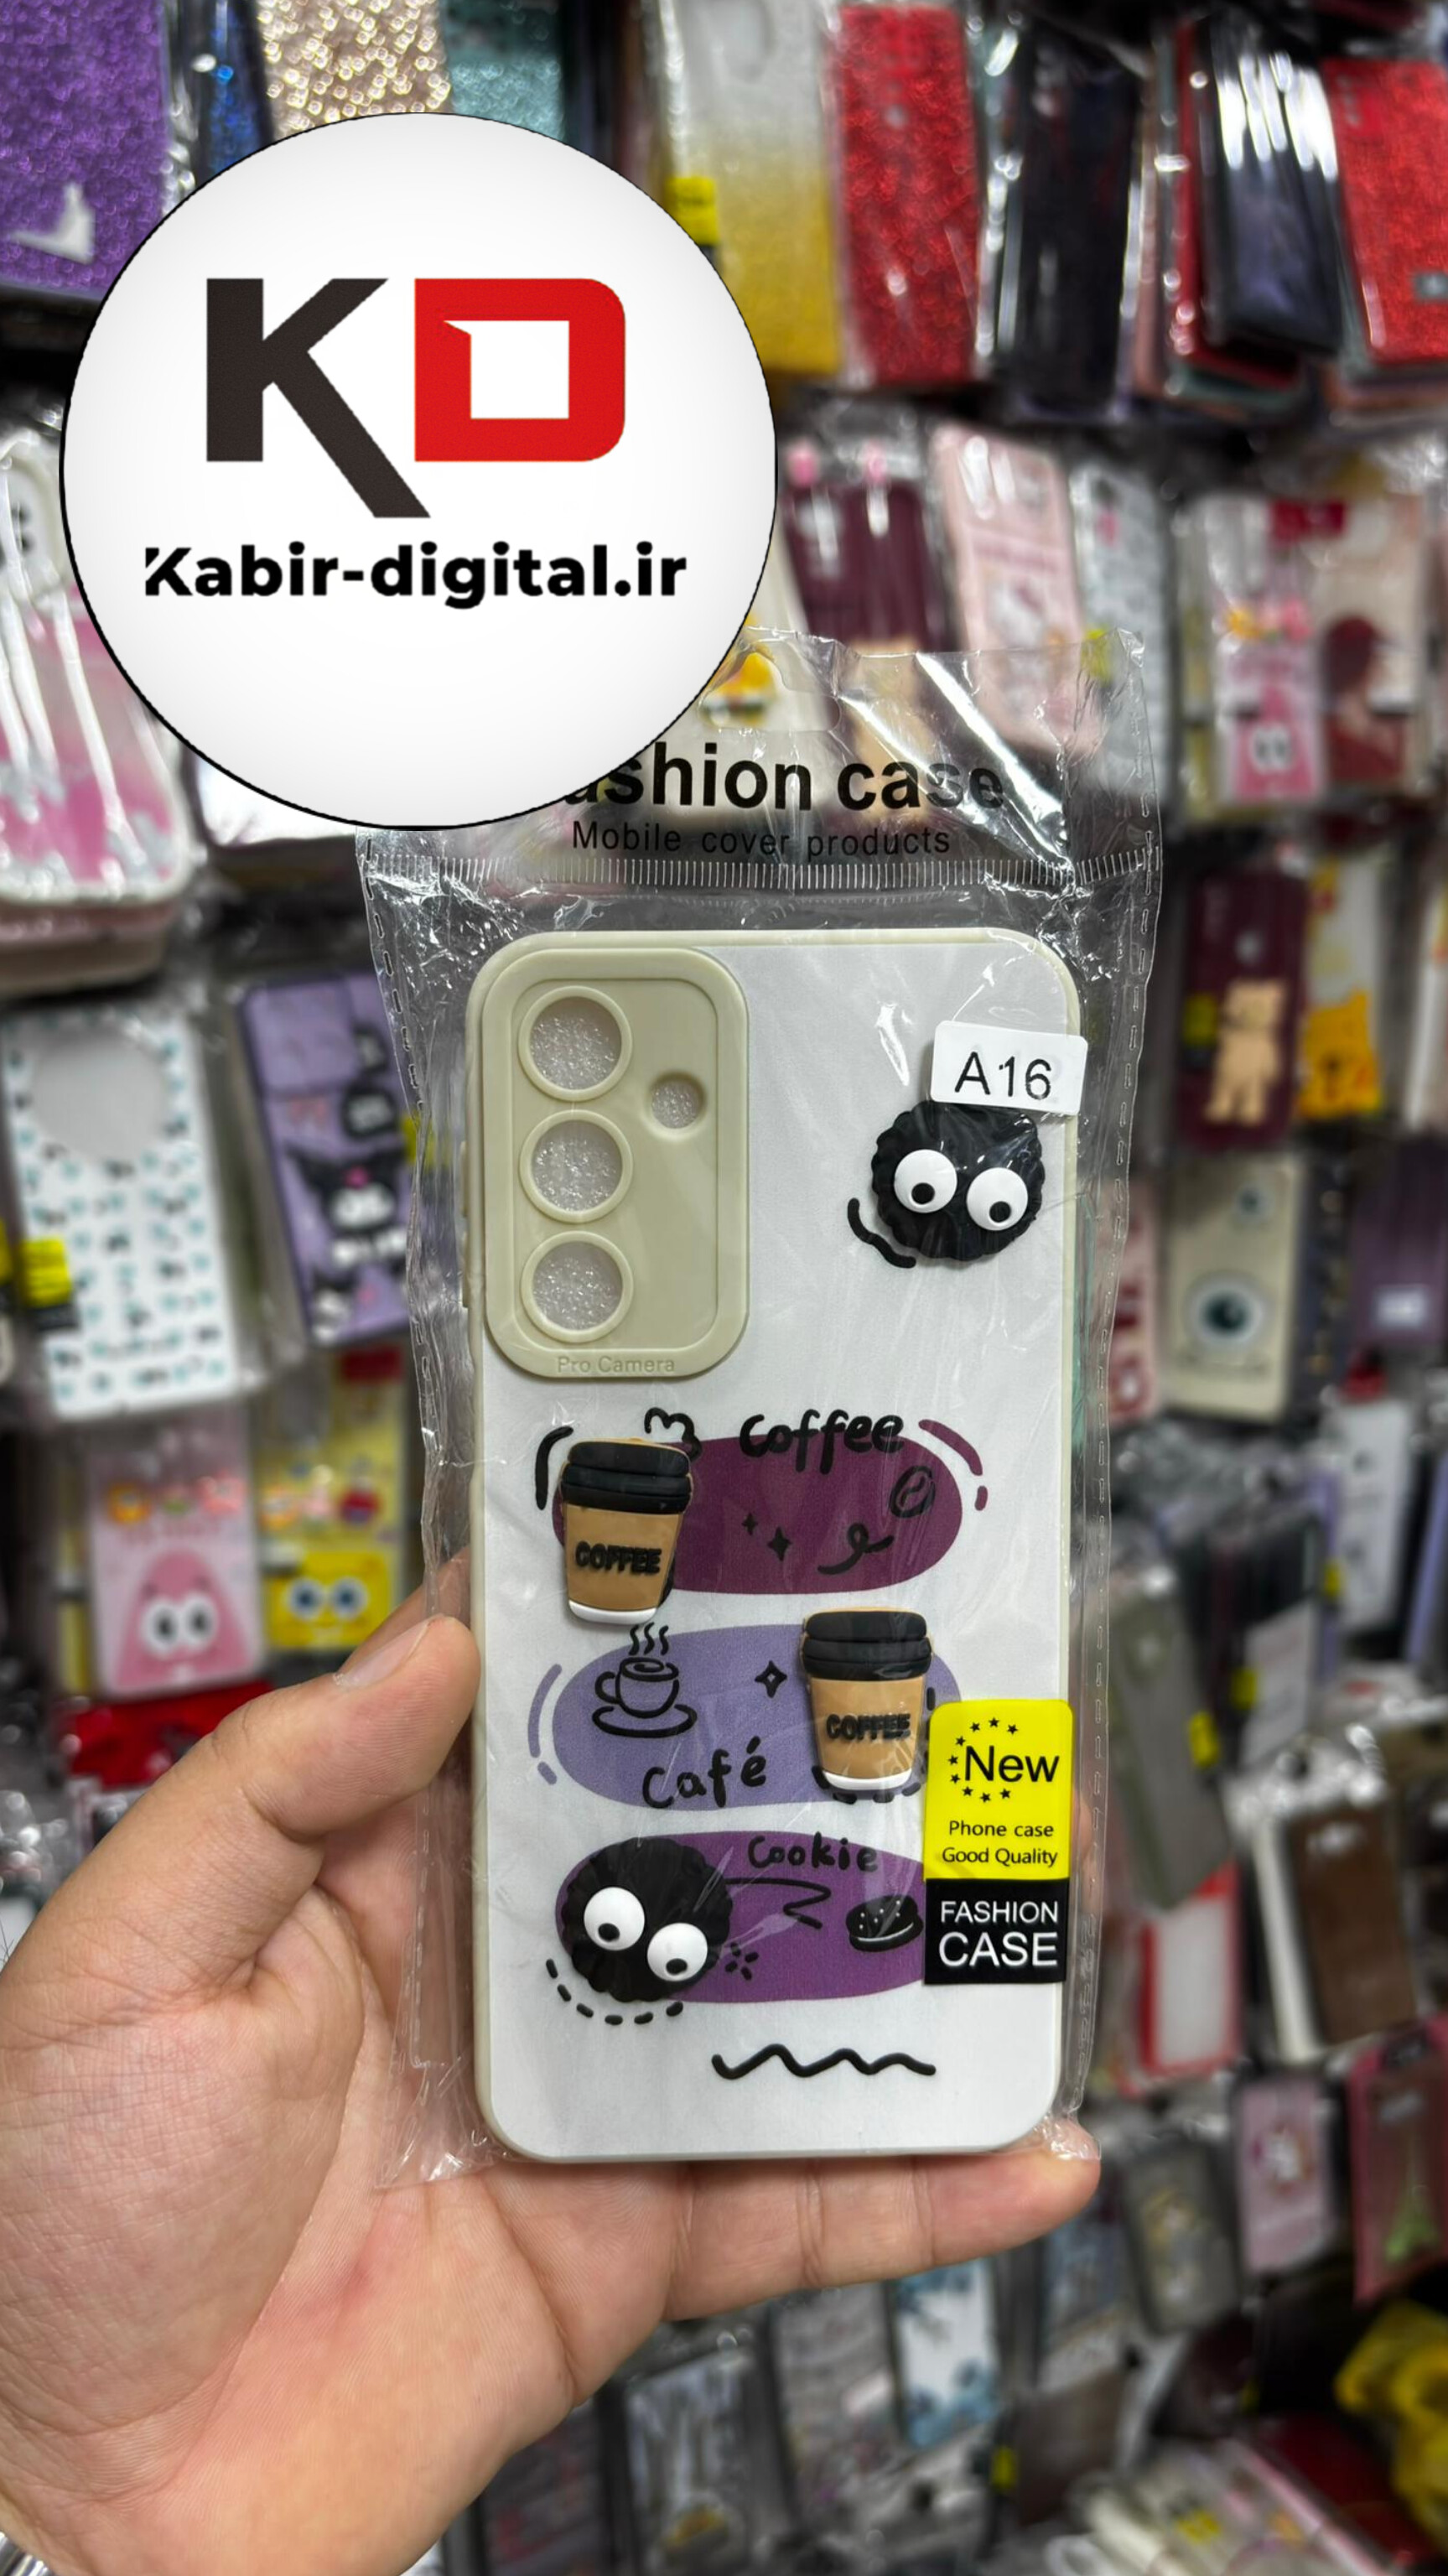 KD
Kabir-digital.ir
ashion case
Mobile cover products
A16
Pro Camera
Coffee
COFFEE
COFFEE
Café
New
Phone case
Good Quality
Cookie
FASHION
CASE